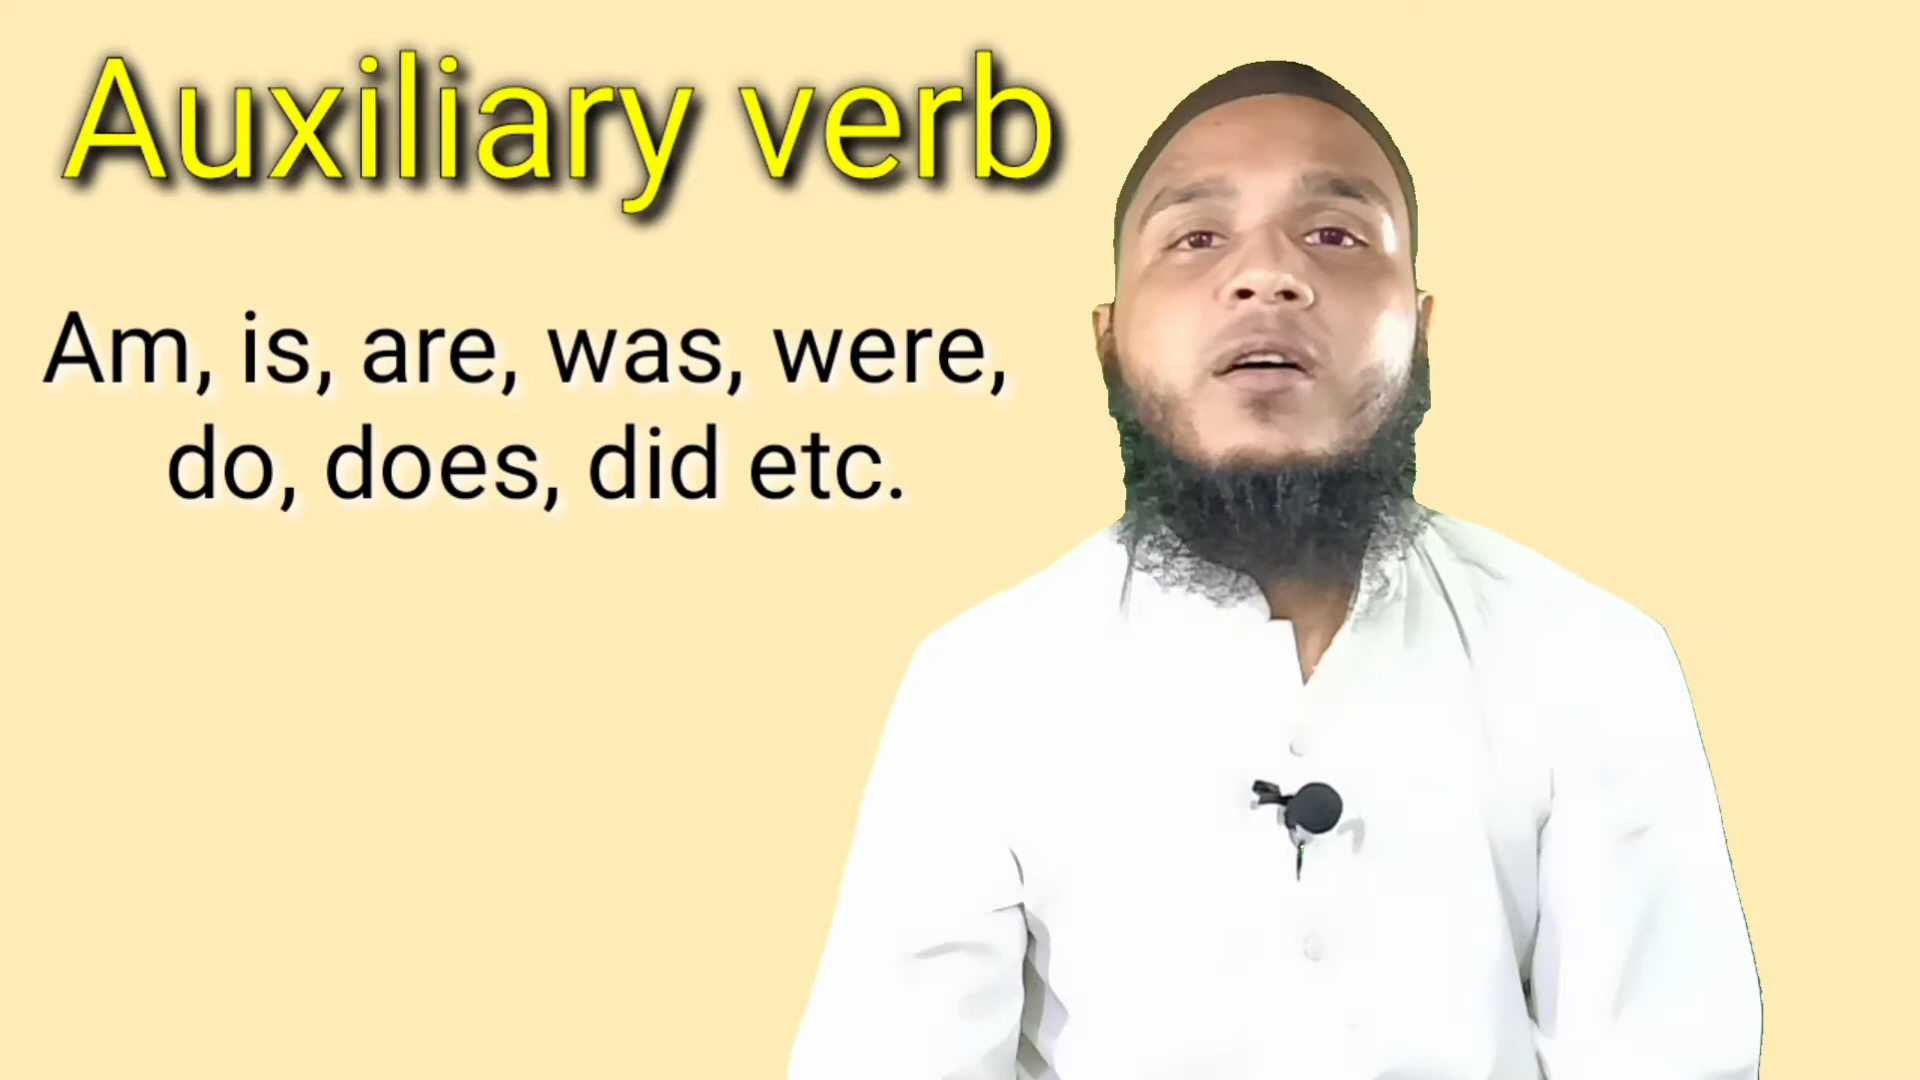 Auxiliary verb
Am, is, are, was, were,
do, does, did etc.